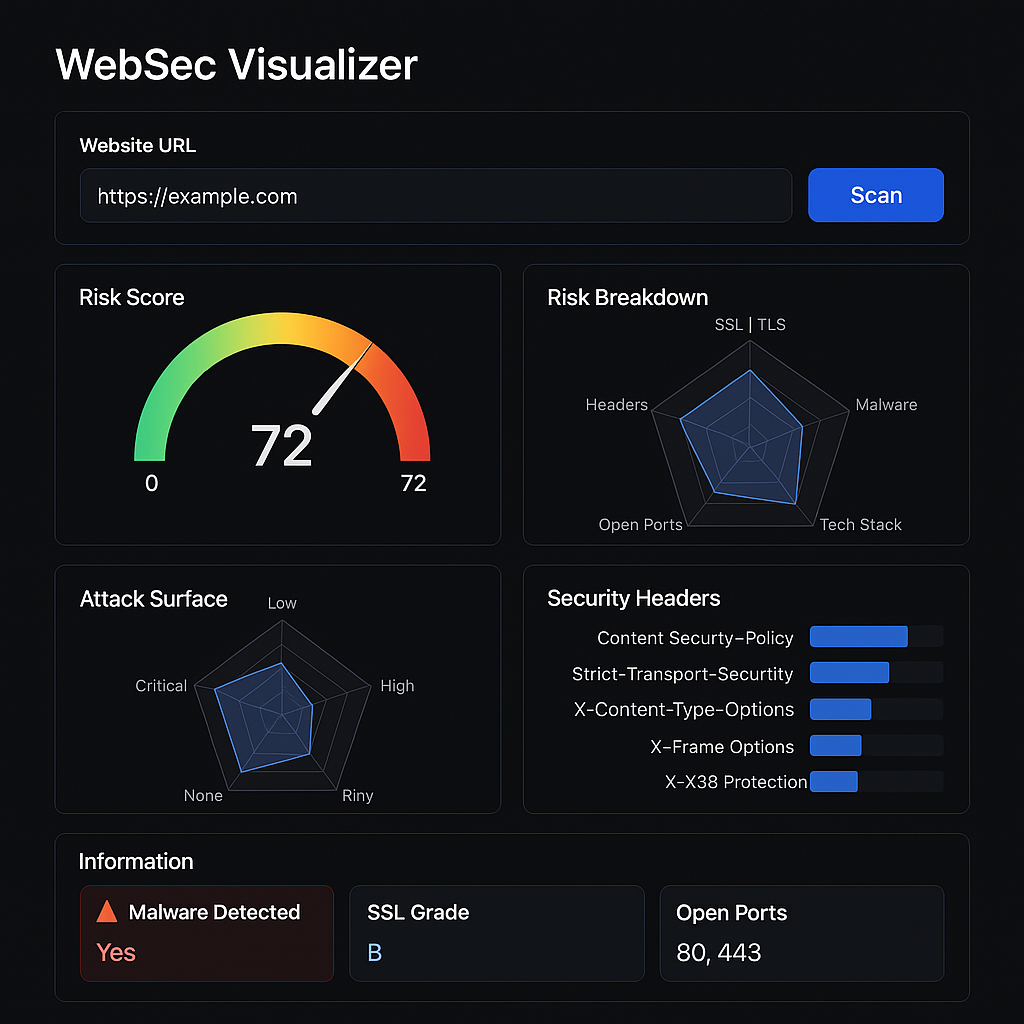 WebSec Visualizer
Website URL
https://example.com
Scan
Risk Score
72
0
72
Risk Breakdown
SSL | TLS
Headers
Malware
Open Ports
Tech Stack
Attack Surface
Low
Critical
High
None
Riny
Security Headers
Content Securty-Policy
Strict-Transport-Securtity
X-Content-Type-Options
X-Frame Options
X-X38 Protection
Information
Malware Detected
Yes
SSL Grade
B
Open Ports
80, 443